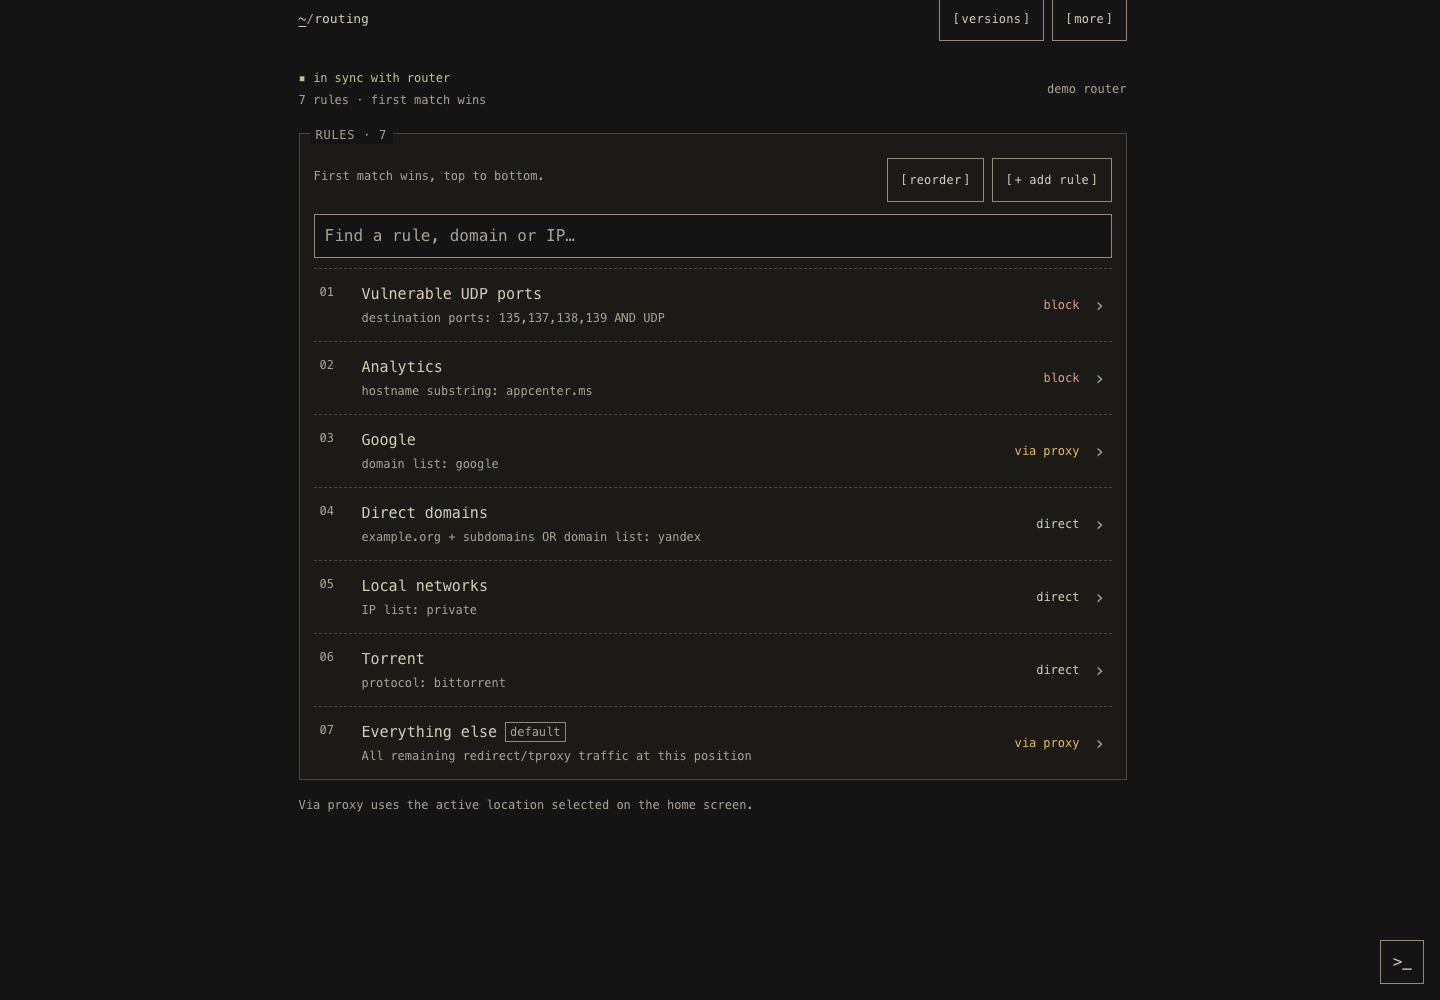 ~/routing
[versions] [more]
▪ in sync with router
7 rules · first match wins
demo router
RULES · 7
First match wins, top to bottom.
[reorder] [+ add rule]
Find a rule, domain or IP…
01 Vulnerable UDP ports
destination ports: 135,137,138,139 AND UDP
block ›
02 Analytics
hostname substring: appcenter.ms
block ›
03 Google
domain list: google
via proxy ›
04 Direct domains
example.org + subdomains OR domain list: yandex
direct ›
05 Local networks
IP list: private
direct ›
06 Torrent
protocol: bittorrent
direct ›
07 Everything else default
All remaining redirect/tproxy traffic at this position
via proxy ›
Via proxy uses the active location selected on the home screen.
>_